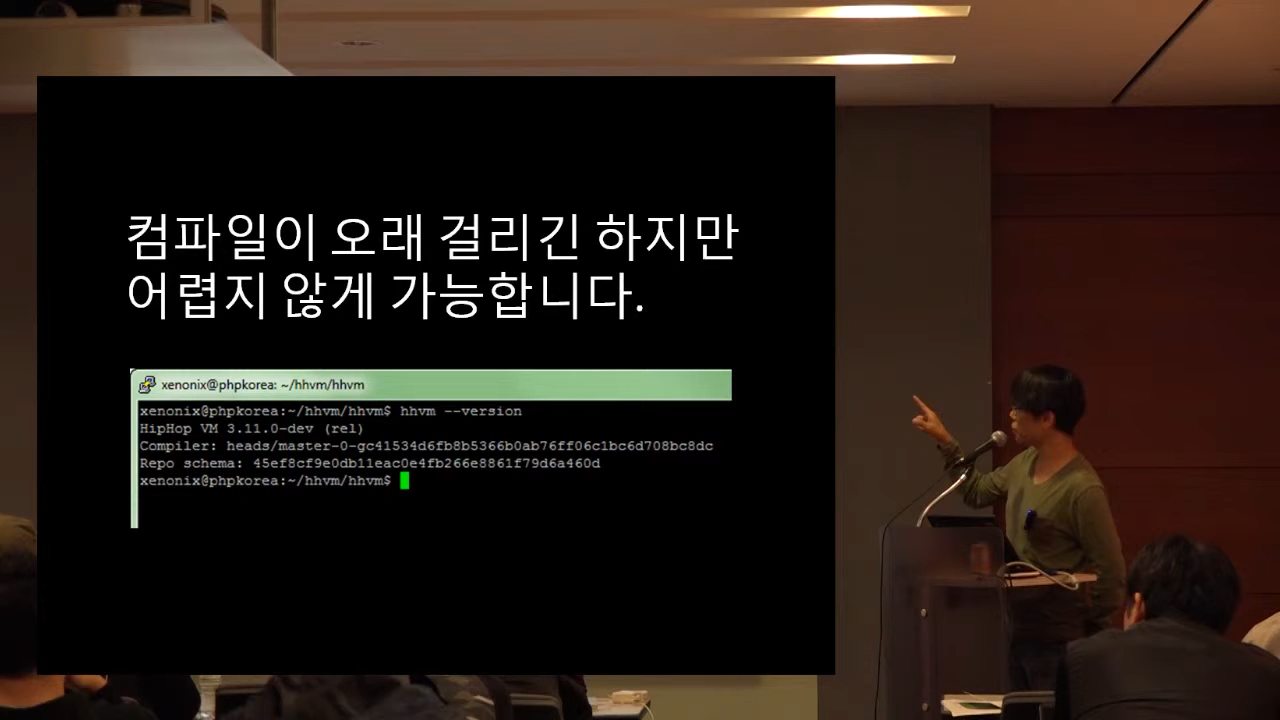 컴파일이 오래 걸리긴 하지만
어렵지 않게 가능합니다.
xenonix@phpkorea: ~/hhvm/hhvm
xenonix@phpkorea:~/hhvm/hhvm$ hhvm --version
HipHop VM 3.11.0-dev (rel)
Compiler: heads/master-0-gc41534d6fb8b5366b0ab76ff06c1bc6d708bc8dc
Repo schema: 45ef8cf9e0db11eac0e4fb266e8861f79d6a460d
xenonix@phpkorea:~/hhvm/hhvm$